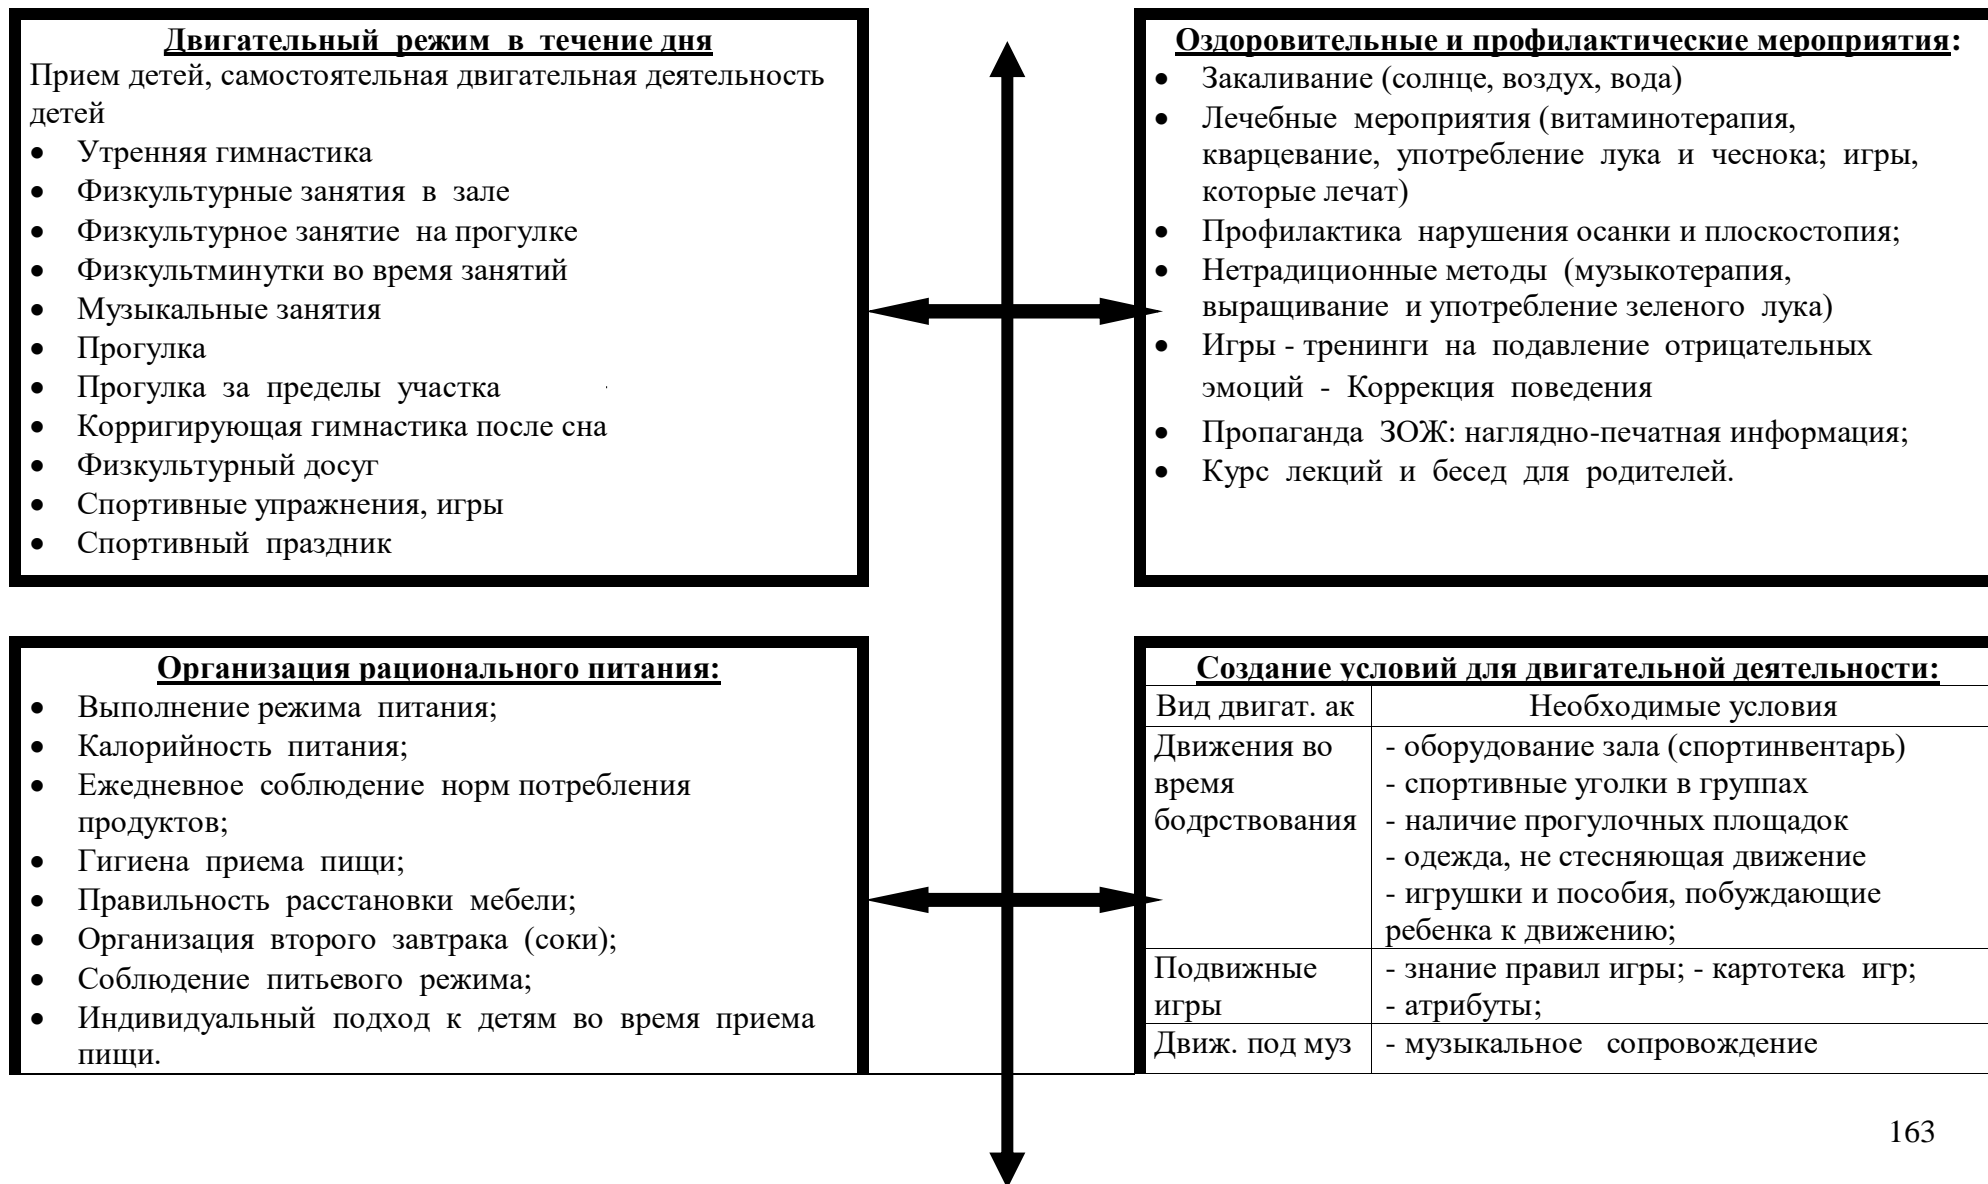 Двигательный режим в течение дня
Прием детей, самостоятельная двигательная деятельность
детей
• Утренняя гимнастика
• Физкультурные занятия в зале
• Физкультурное занятие на прогулке
• Физкультминутки во время занятий
• Музыкальные занятия
• Прогулка
• Прогулка за пределы участка
• Корригирующая гимнастика после сна
• Физкультурный досуг
• Спортивные упражнения, игры
• Спортивный праздник
Оздоровительные и профилактические мероприятия:
• Закаливание (солнце, воздух, вода)
• Лечебные мероприятия (витаминотерапия,
кварцевание, употребление лука и чеснока; игры,
которые лечат)
• Профилактика нарушения осанки и плоскостопия;
• Нетрадиционные методы (музыкотерапия,
выращивание и употребление зеленого лука)
• Игры - тренинги на подавление отрицательных
эмоций - Коррекция поведения
• Пропаганда ЗОЖ: наглядно-печатная информация;
• Курс лекций и бесед для родителей.
Организация рационального питания:
• Выполнение режима питания;
• Калорийность питания;
• Ежедневное соблюдение норм потребления
продуктов;
• Гигиена приема пищи;
• Правильность расстановки мебели;
• Организация второго завтрака (соки);
• Соблюдение питьевого режима;
• Индивидуальный подход к детям во время приема
пищи.
Создание условий для двигательной деятельности:
Вид двигат. ак
Необходимые условия
Движения во
время
бодрствования
- оборудование зала (спортинвентарь)
- спортивные уголки в группах
- наличие прогулочных площадок
- одежда, не стесняющая движение
- игрушки и пособия, побуждающие
ребенка к движению;
Подвижные
игры
- знание правил игры; - картотека игр;
- атрибуты;
Движ. под муз
- музыкальное сопровождение
163